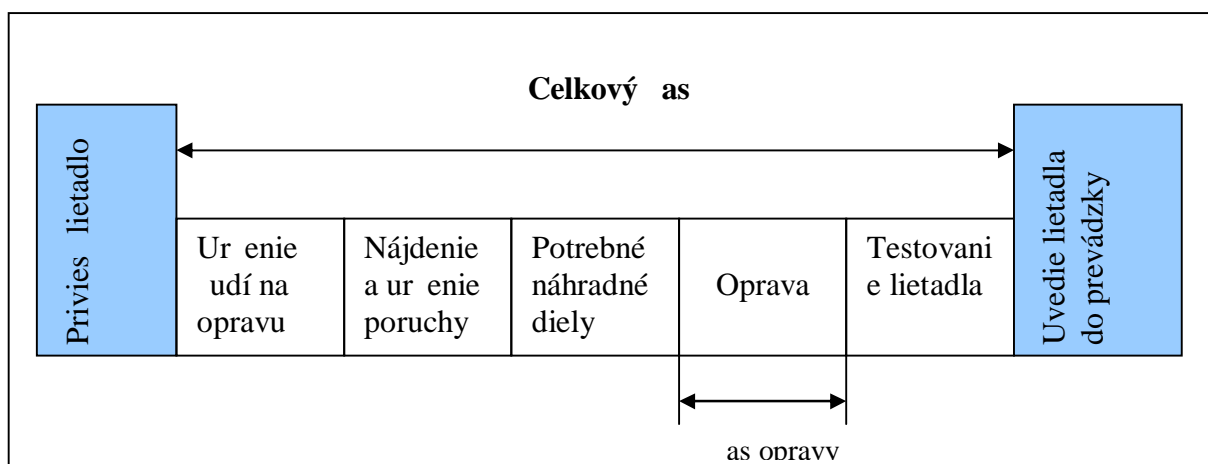 Celkový as
Privies lietadlo
Ur enie
udí na
opravu
Nájdenie
a ur enie
poruchy
Potrebné
náhradné
diely
Oprava
Testovani
e lietadla
Uvedie lietadla
do prevádzky
as opravy